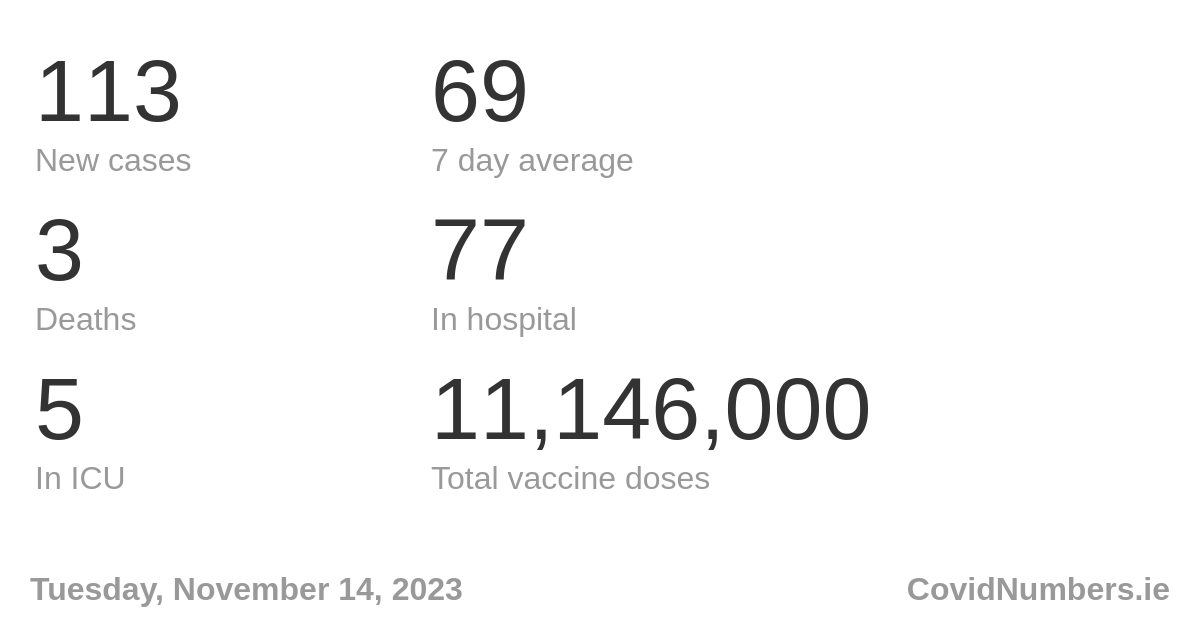 113
69
New cases
7 day average
3
77
Deaths
In hospital
5
11,146,000
In ICU
Total vaccine doses
Tuesday, November 14, 2023
CovidNumbers.ie